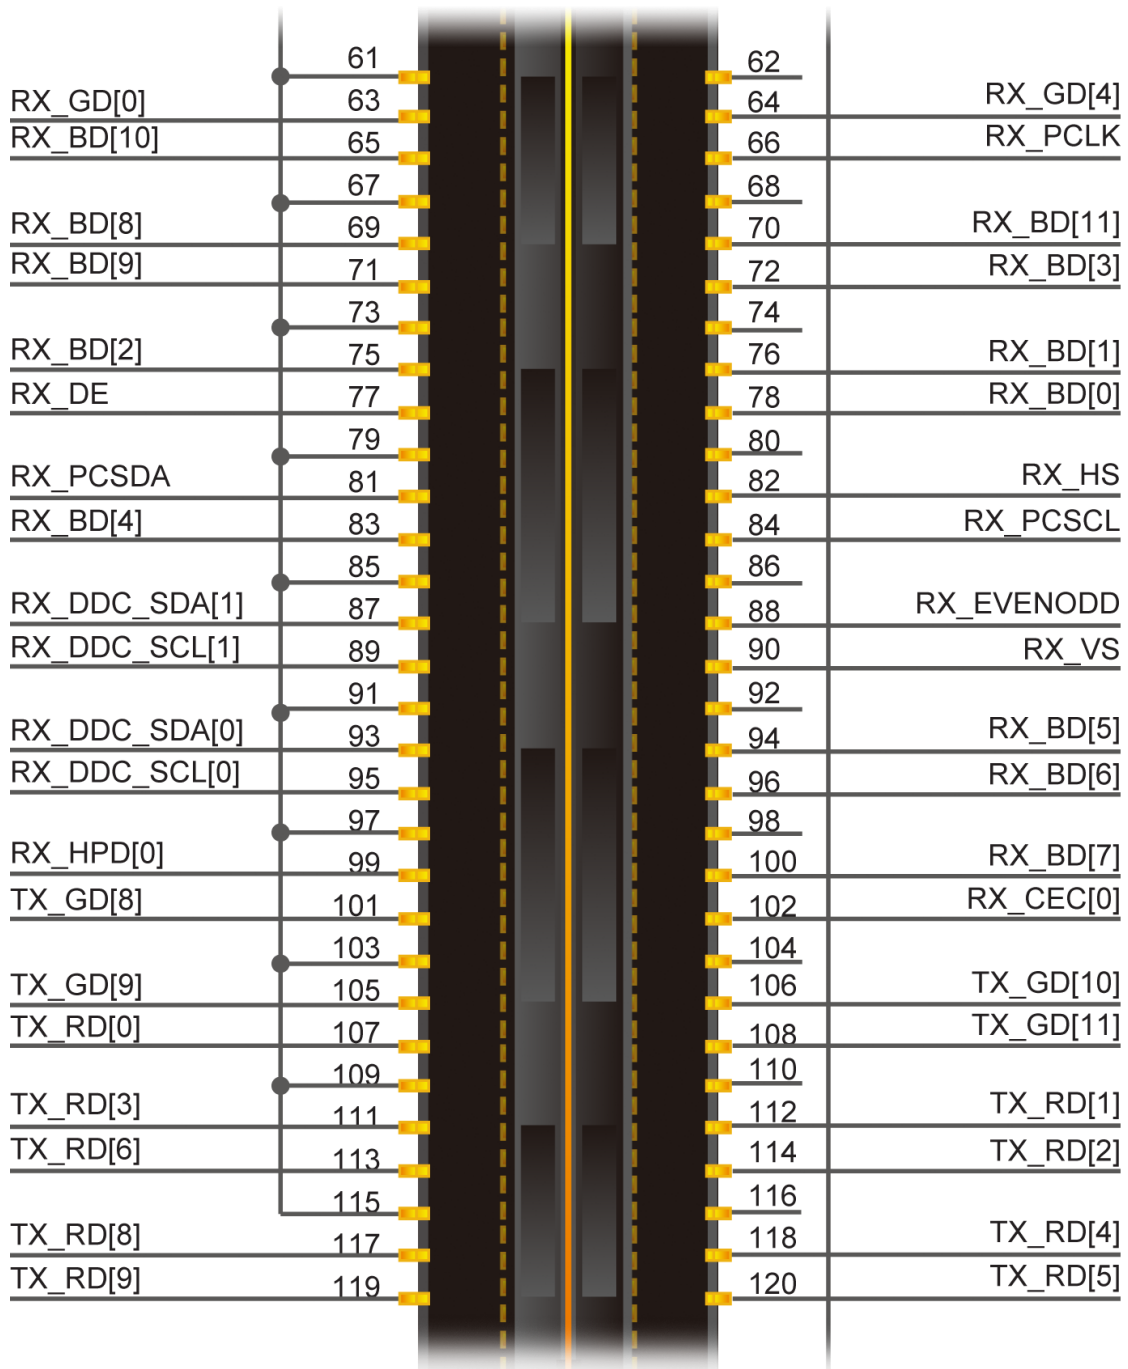 61 62
RX_GD[0] 63 64 RX_GD[4]
RX_BD[10] 65 66 RX_PCLK
67 68
RX_BD[8] 69 70 RX_BD[11]
RX_BD[9] 71 72 RX_BD[3]
73 74
RX_BD[2] 75 76 RX_BD[1]
RX_DE 77 78 RX_BD[0]
79 80
RX_PCSDA 81 82 RX_HS
RX_BD[4] 83 84 RX_PCSCL
85 86
RX_DDC_SDA[1] 87 88 RX_EVENODD
RX_DDC_SCL[1] 89 90 RX_VS
91 92
RX_DDC_SDA[0] 93 94 RX_BD[5]
RX_DDC_SCL[0] 95 96 RX_BD[6]
97 98
RX_HPD[0] 99 100 RX_BD[7]
TX_GD[8] 101 102 RX_CEC[0]
103 104
TX_GD[9] 105 106 TX_GD[10]
TX_RD[0] 107 108 TX_GD[11]
109 110
TX_RD[3] 111 112 TX_RD[1]
TX_RD[6] 113 114 TX_RD[2]
115 116
TX_RD[8] 117 118 TX_RD[4]
TX_RD[9] 119 120 TX_RD[5]